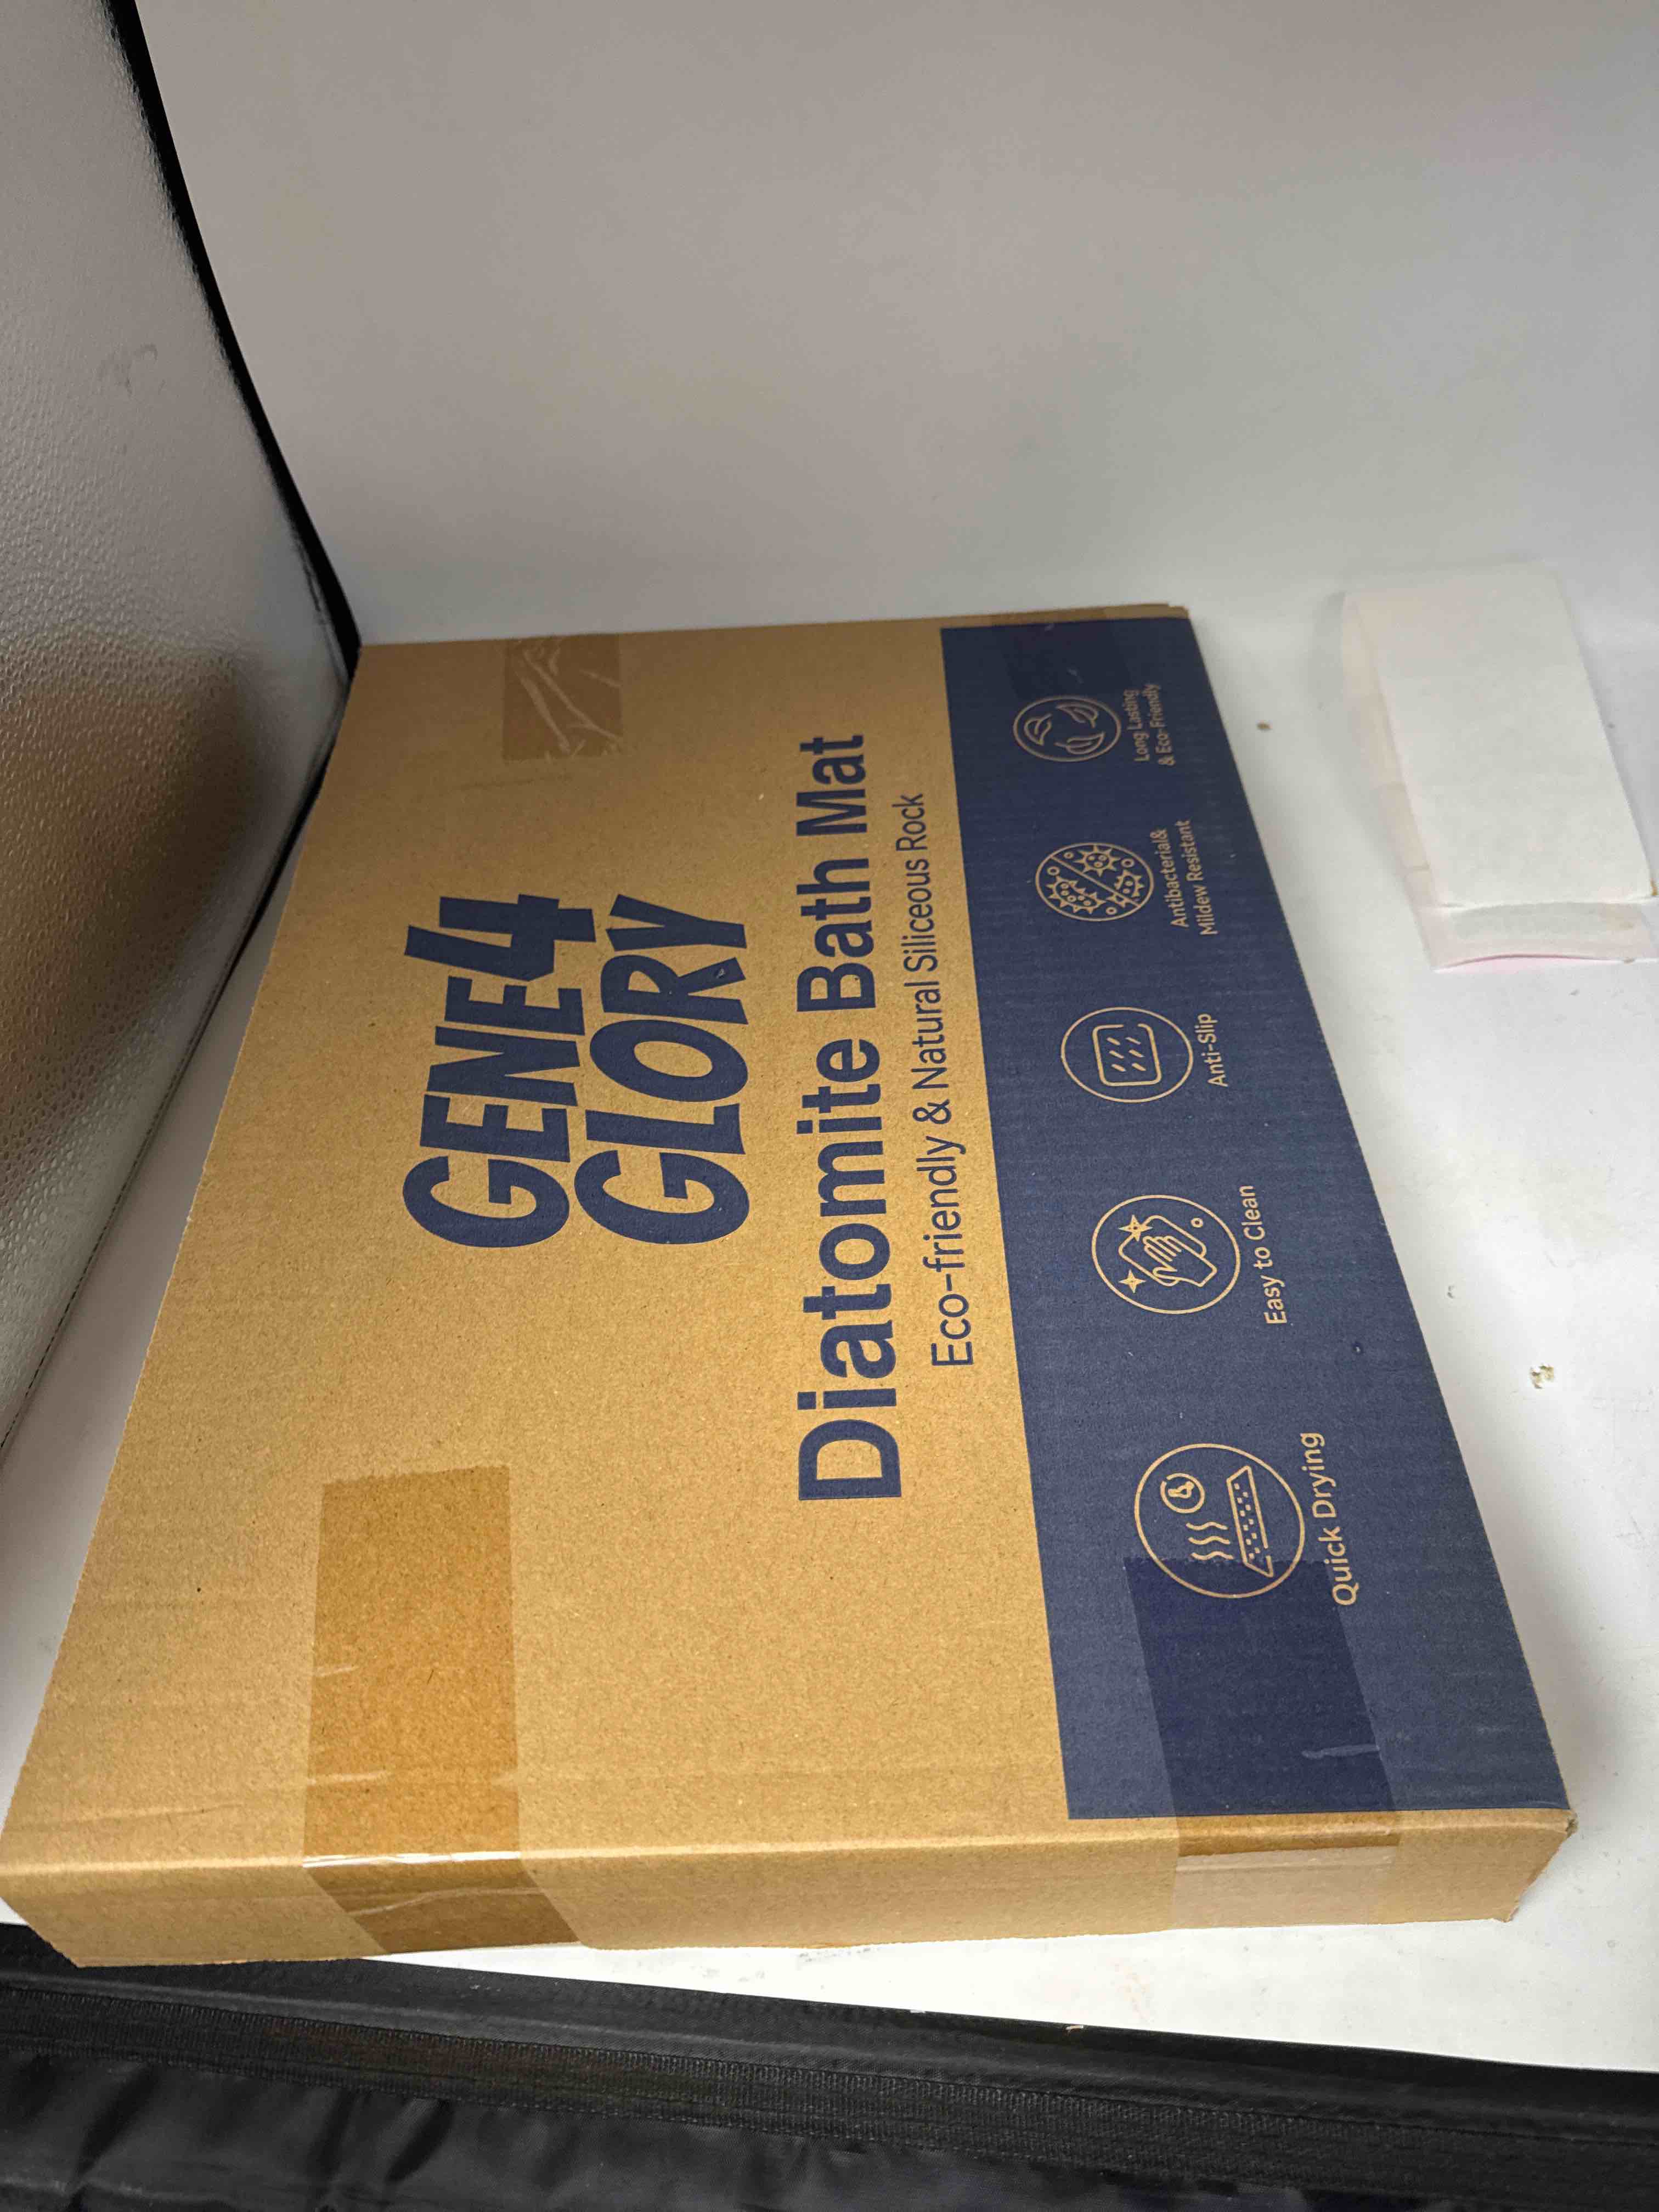 GENE4
GLORY
Diatomite Bath Mat
Eco-friendly & Natural Siliceous Rock
Quick Drying
Easy to Clean
Anti-Slip
Antibacterial&
Mildew Resistant
Long Lasting
& Eco-Friendly